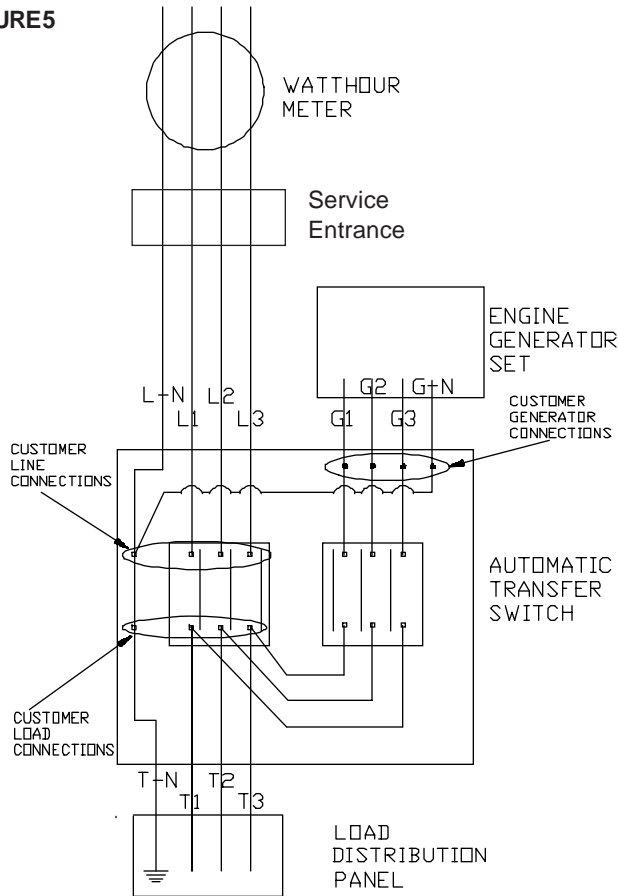 URE5
WATTHOUR
METER
Service
Entrance
ENGINE
GENERATOR
SET
L-N L2
L1 L3
G2 G-N
G1 G3
CUSTOMER
GENERATOR
CONNECTIONS
CUSTOMER
LINE
CONNECTIONS
AUTOMATIC
TRANSFER
SWITCH
CUSTOMER
LOAD
CONNECTIONS
T-N T2
T1 T3
LOAD
DISTRIBUTION
PANEL